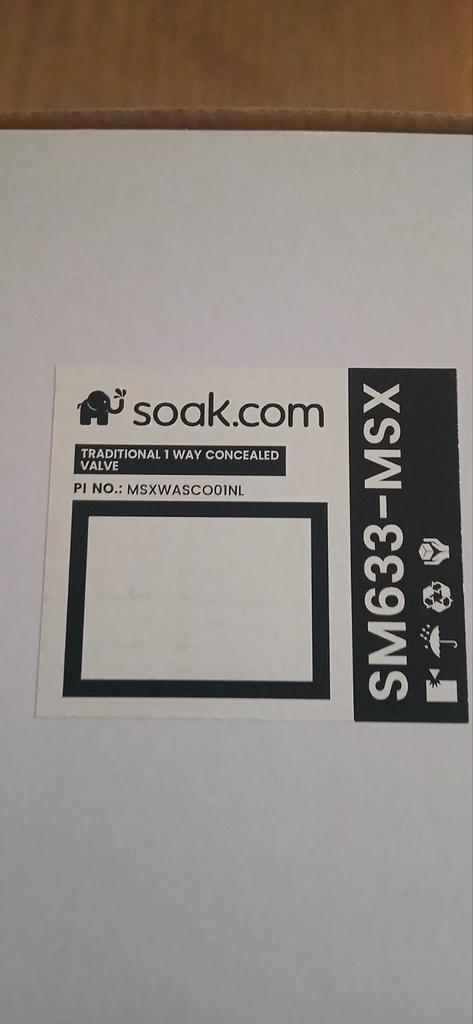 soak.com
TRADITIONAL 1 WAY CONCEALED
VALVE
PI NO.: MSXWASCO01NL
SM633-MSX